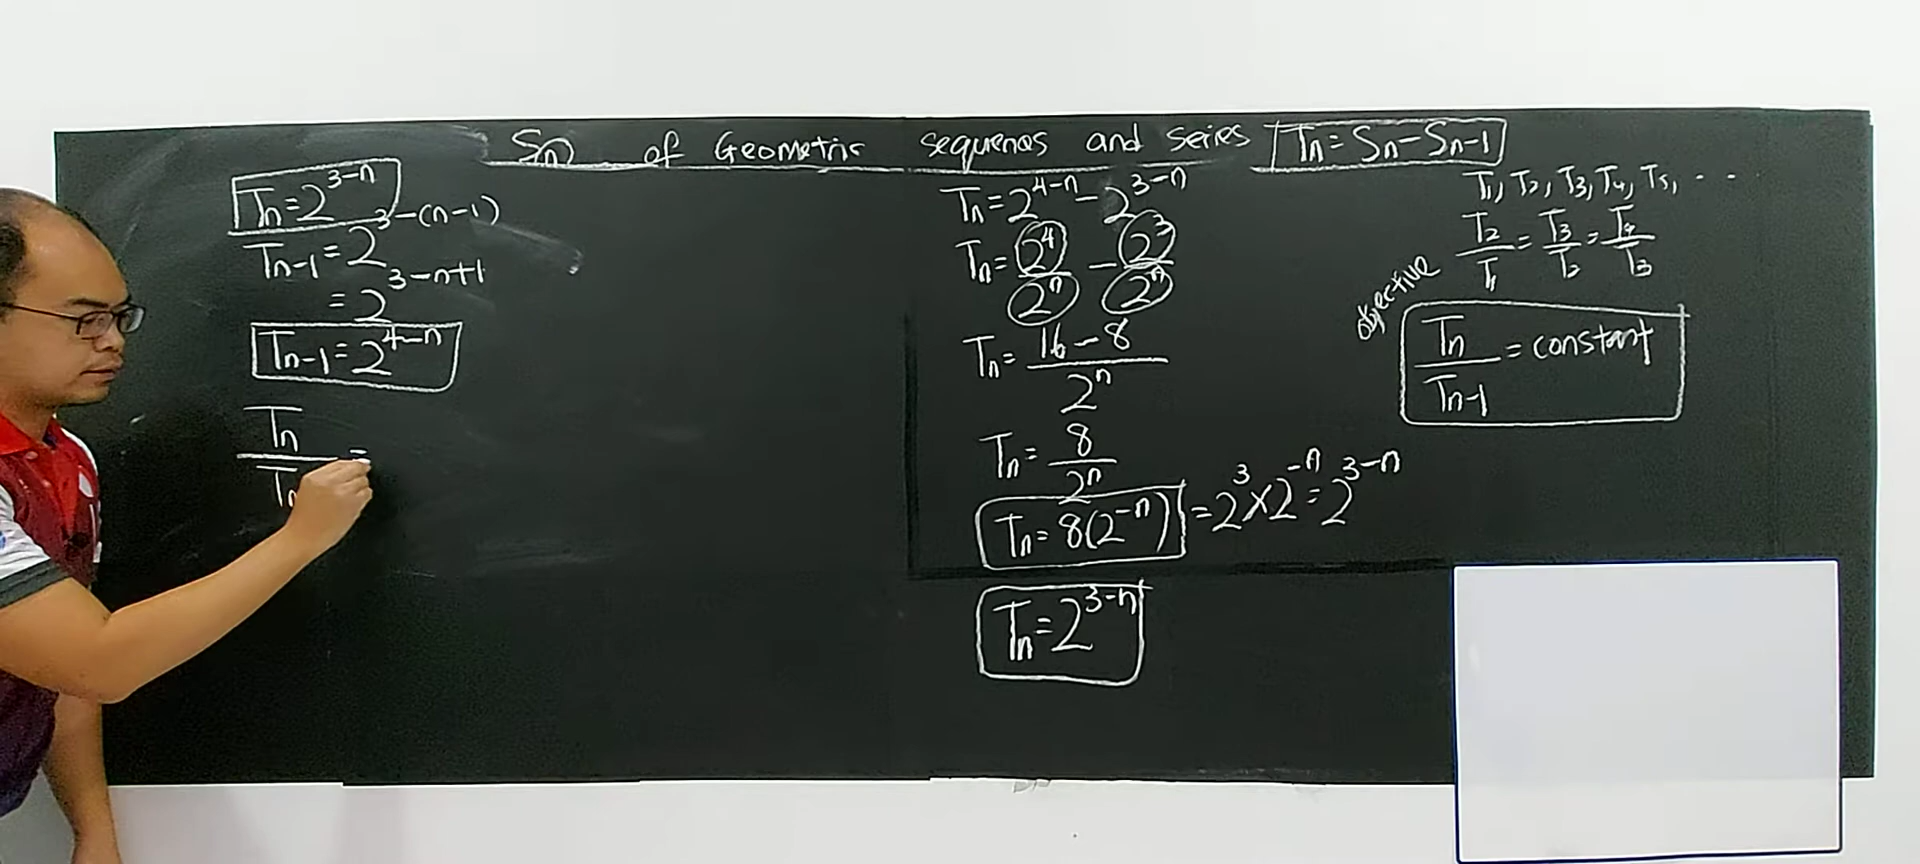 Sn of Geometric sequences and series Tn = Sn - Sn-1
Tn = 2^3-n
Tn-1 = 2^3-(n-1)
= 2^3-n+1
Tn-1 = 2^4-n
Tn
Tn =
Tn = 2^4-n - 2^3-n
Tn = 2^4/2^n - 2^3/2^n
Tn = 16-8/2^n
Tn = 8/2^n
Tn = 8(2^-n) = 2^3 × 2^-n = 2^3-n
Tn = 2^3-n
T1, T2, T3, T4, T5, ...
T2/T1 = T3/T2 = T4/T3
objective
Tn/Tn-1 = constant